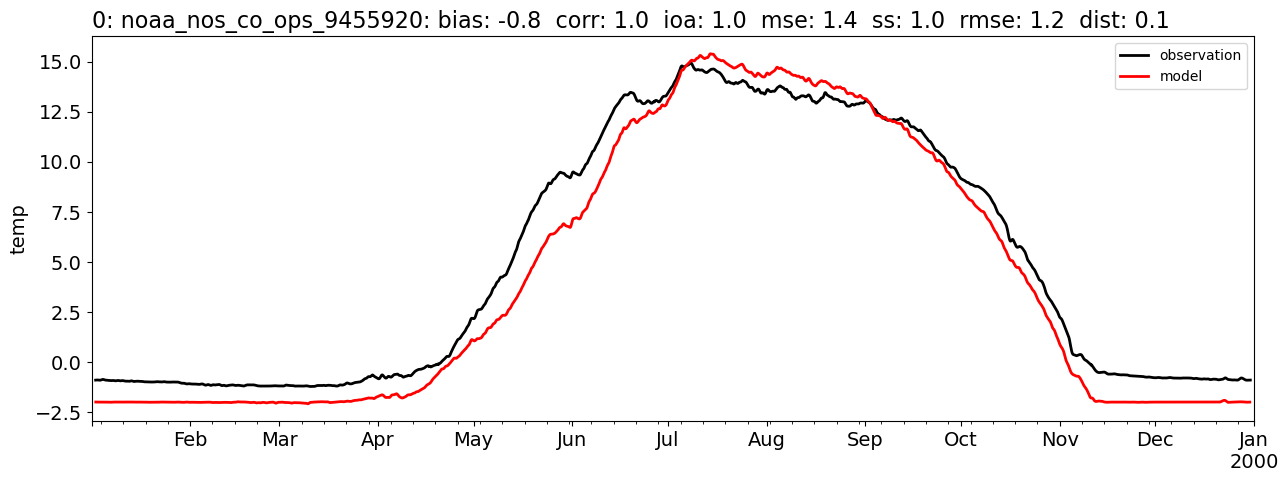 0: noaa_nos_co_ops_9455920: bias: -0.8  corr: 1.0  ioa: 1.0  mse: 1.4  ss: 1.0  rmse: 1.2  dist: 0.1
observation
model
temp
15.0
12.5
10.0
7.5
5.0
2.5
0.0
−2.5
Feb Mar Apr May Jun Jul Aug Sep Oct Nov Dec Jan
2000